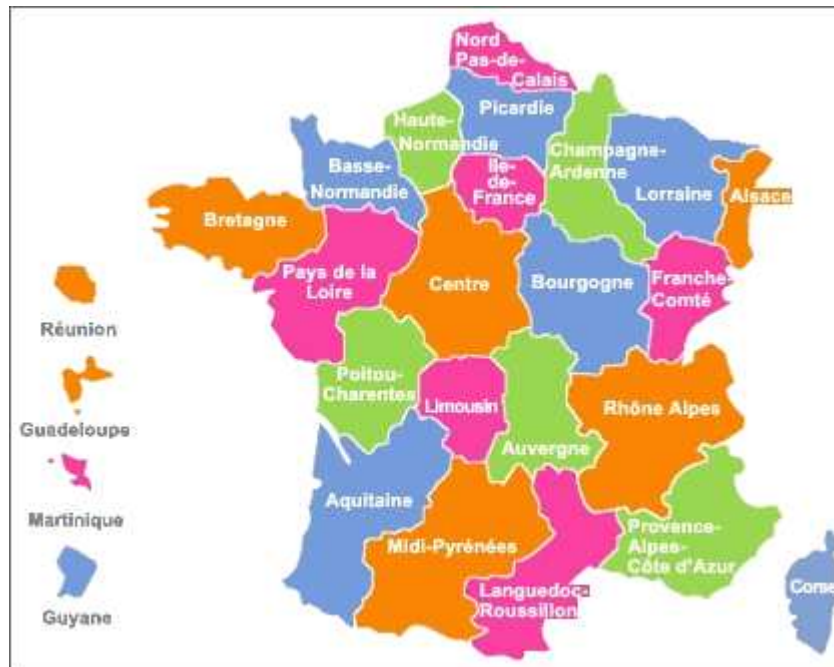 Nord
Pas-de-
Calais
Picardie
Haute-
Normandie
Basse-
Normandie
Ile-
de-
France
Champagne-
Ardenne
Lorraine
Alsace
Bretagne
Pays de la
Loire
Centre
Bourgogne
Franche-
Comté
Réunion
Poitou-
Charentes
Limousin
Auvergne
Rhône Alpes
Guadeloupe
Aquitaine
Midi-Pyrénées
Martinique
Provence-
Alpes-
Côte d'Azur
Languedoc-
Roussillon
Guyane